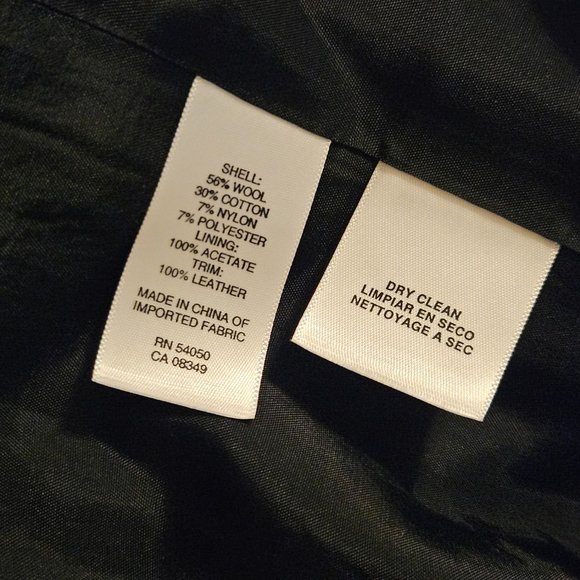 SHELL:
56% WOOL
30% COTTON
7% NYLON
7% POLYESTER
LINING:
100% ACETATE
TRIM:
100% LEATHER
MADE IN CHINA OF
IMPORTED FABRIC
RN 54050
CA 08349
DRY CLEAN
LIMPIAR EN SECO
NETTOYAGE A SEC